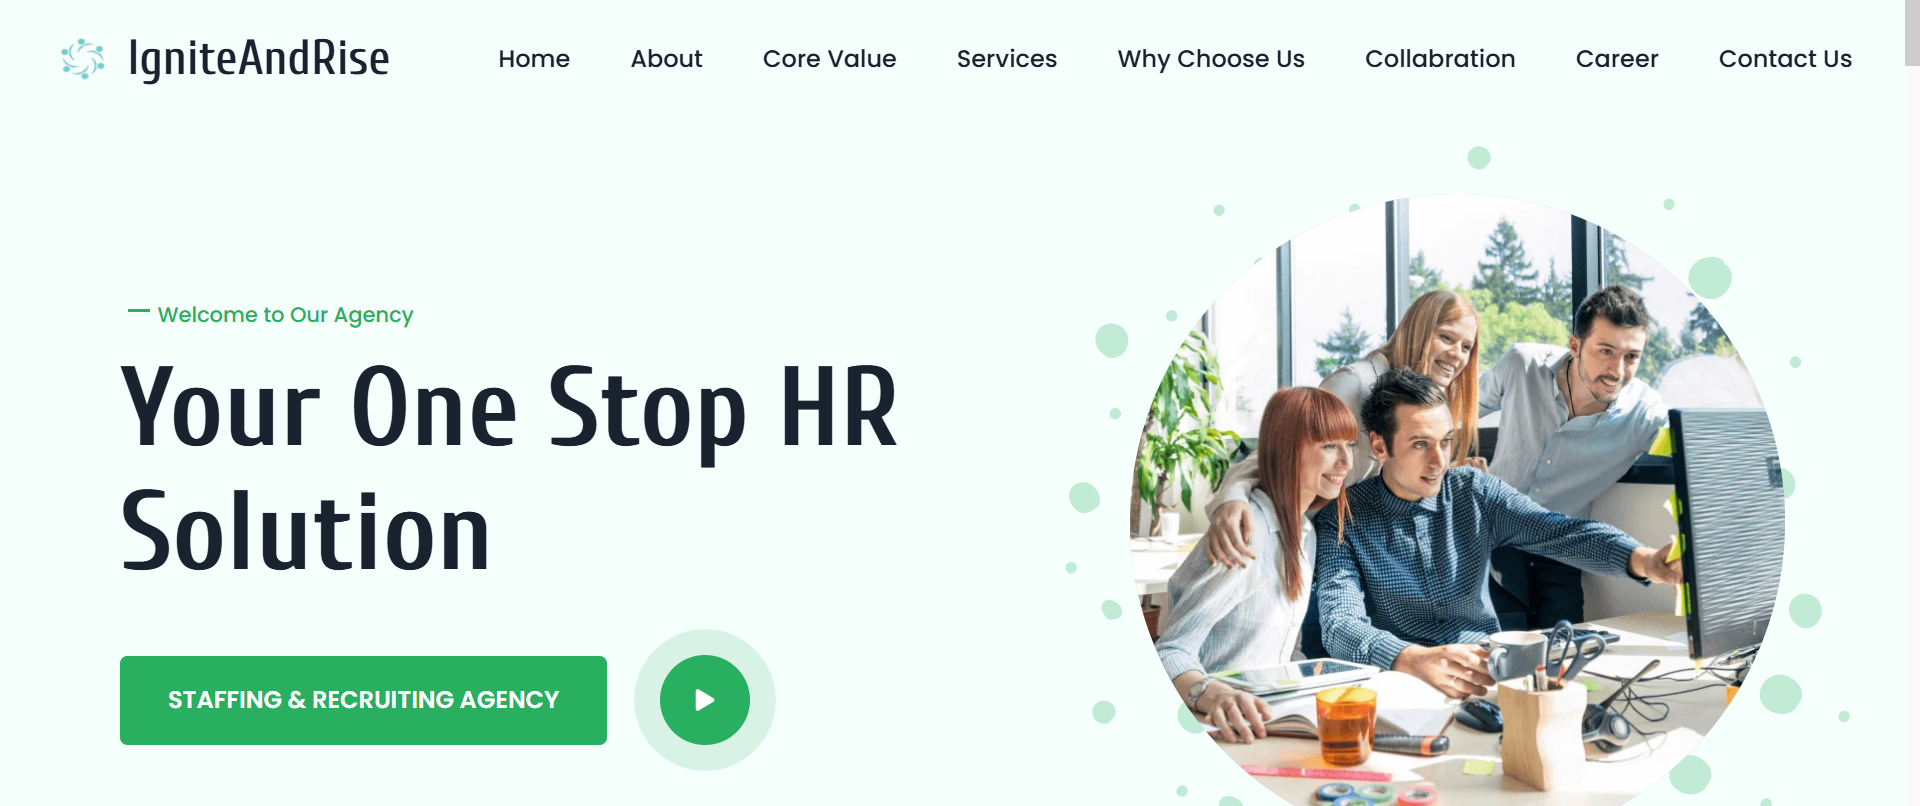 IgniteAndRise
Home
About
Core Value
Services
Why Choose Us
Collabration
Career
Contact Us
Welcome to Our Agency
Your One Stop HR
Solution
STAFFING & RECRUITING AGENCY